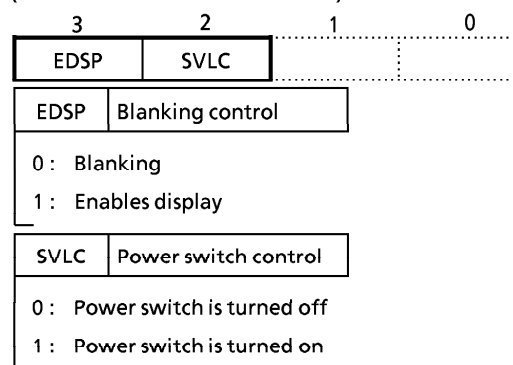 3 2 1 0
EDSP SVLC
EDSP Blanking control
0 : Blanking
1 : Enables display
SVLC Power switch control
0 : Power switch is turned off
1 : Power switch is turned on